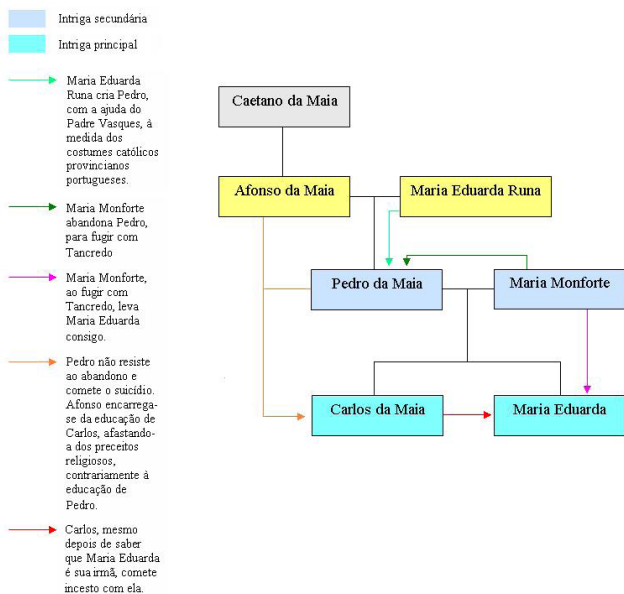 Intriga secundária
Intriga principal
Maria Eduarda
Runa cria Pedro,
com a ajuda do
Padre Vasques, à
medida dos
costumes católicos
provincianos
portugueses.
Maria Monforte
abandona Pedro,
para fugir com
Tancredo
Maria Monforte,
ao fugir com
Tancredo, leva
Maria Eduarda
consigo.
Pedro não resiste
ao abandono e
comete o suicídio.
Afonso encarrega-
se da educação de
Carlos, afastando-
a dos preceitos
religiosos,
contrariamente à
educação de
Pedro.
Carlos, mesmo
depois de saber
que Maria Eduarda
é sua irmã, comete
incesto com ela.
Caetano da Maia
Afonso da Maia
Maria Eduarda Runa
Pedro da Maia
Maria Monforte
Carlos da Maia
Maria Eduarda